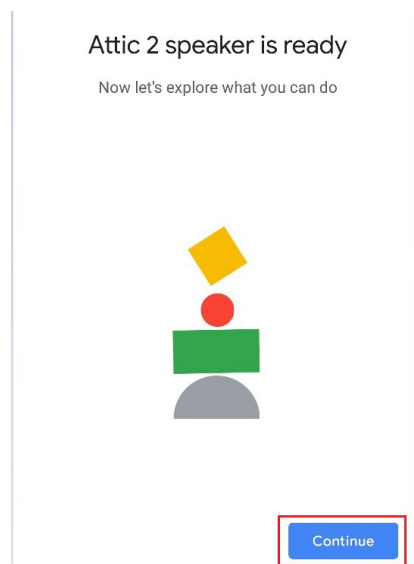 Attic 2 speaker is ready
Now let's explore what you can do
Continue